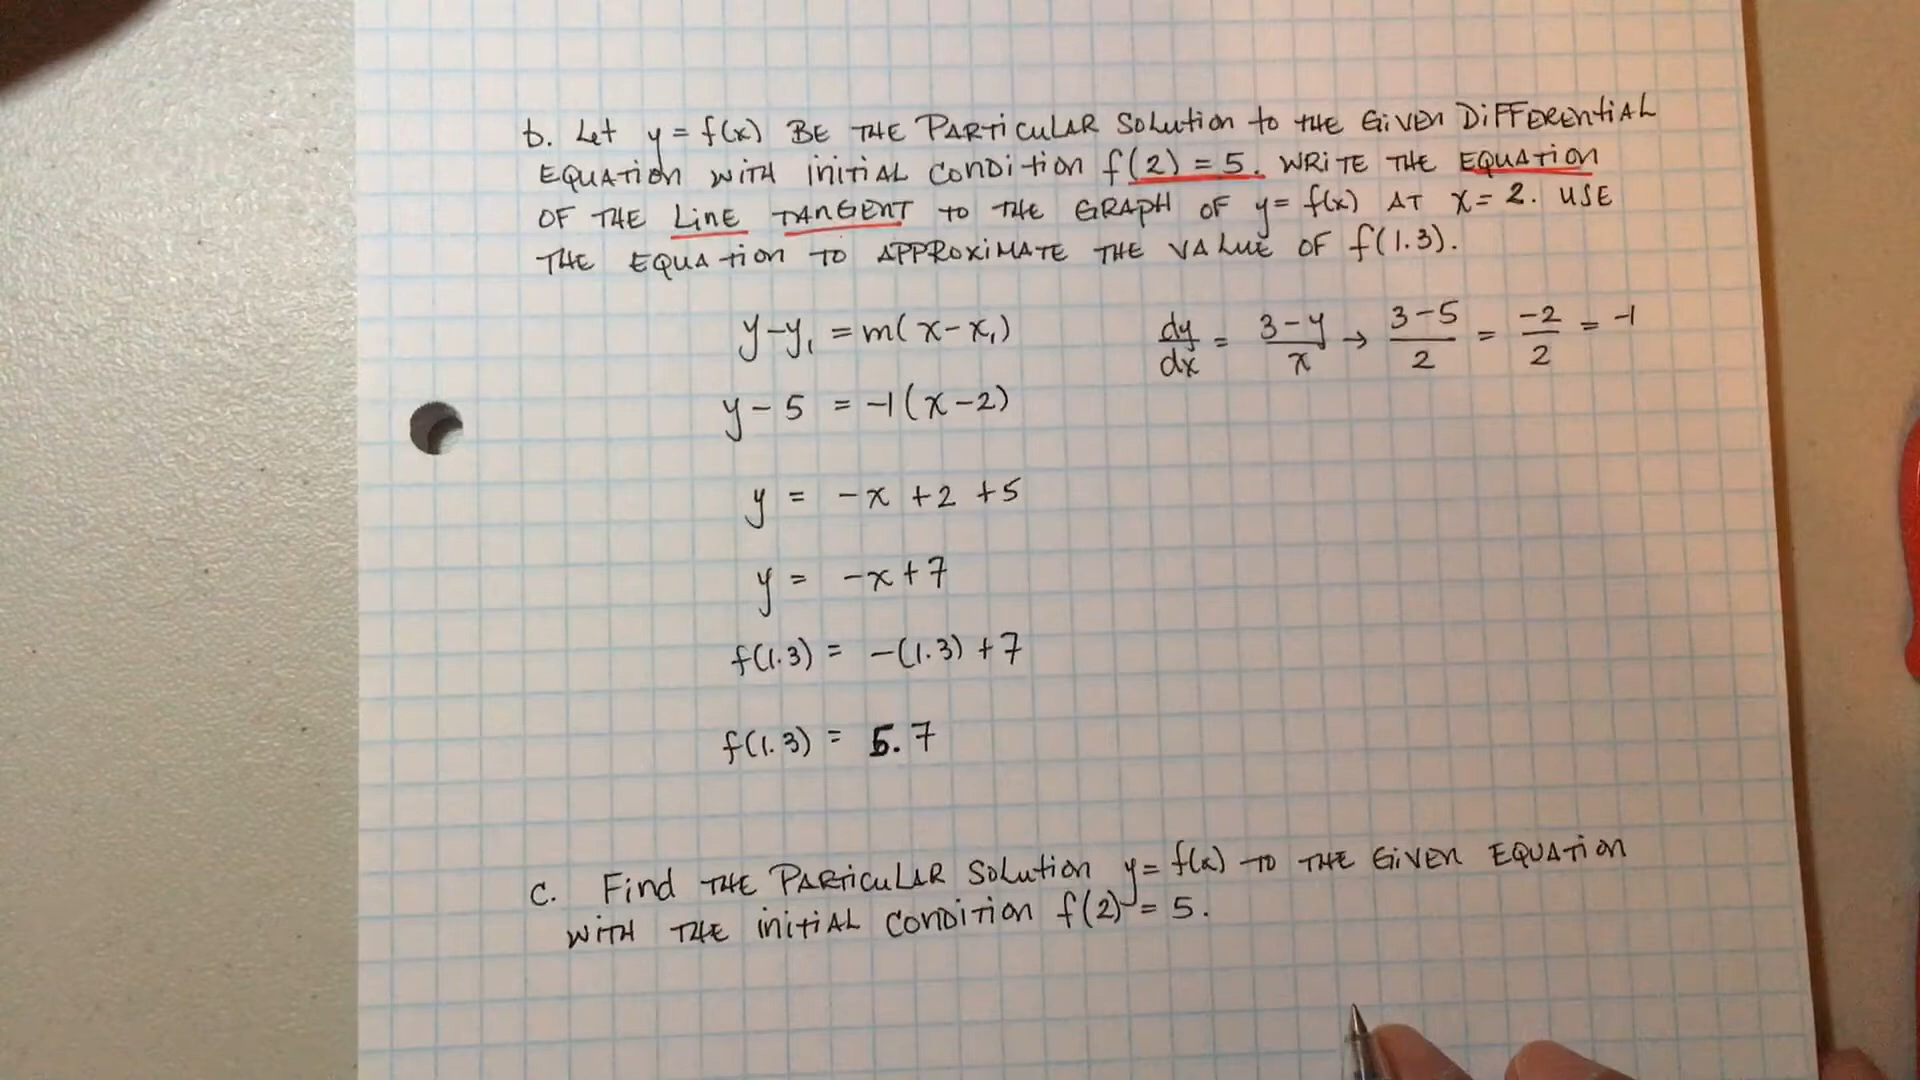 b. Let y = f(x) BE THE PARTICULAR SOLUTION to THE GIVEN DIFFERENTIAL
EQUATION WITH INITIAL CONDITION f(2) = 5. WRITE THE EQUATION
OF THE LINE TANGENT TO THE GRAPH OF y = f(x) AT x = 2. USE
THE EQUATION TO APPROXIMATE THE VALUE OF f(1.3).
y-y₁ = m(x-x₁)
dy/dx = (3-y)/x → (3-5)/2 = -2/2 = -1
y - 5 = -1(x-2)
y = -x +2 +5
y = -x+7
f(1.3) = -(1.3) +7
f(1.3) = 5.7
c. Find THE PARTICULAR SOLUTION y = f(x) TO THE GIVEN EQUATION
WITH THE INITIAL CONDITION f(2) = 5.